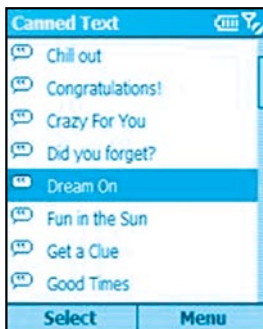 Canned Text
Chill out
Congratulations!
Crazy For You
Did you forget?
Dream On
Fun in the Sun
Get a Clue
Good Times
Select Menu